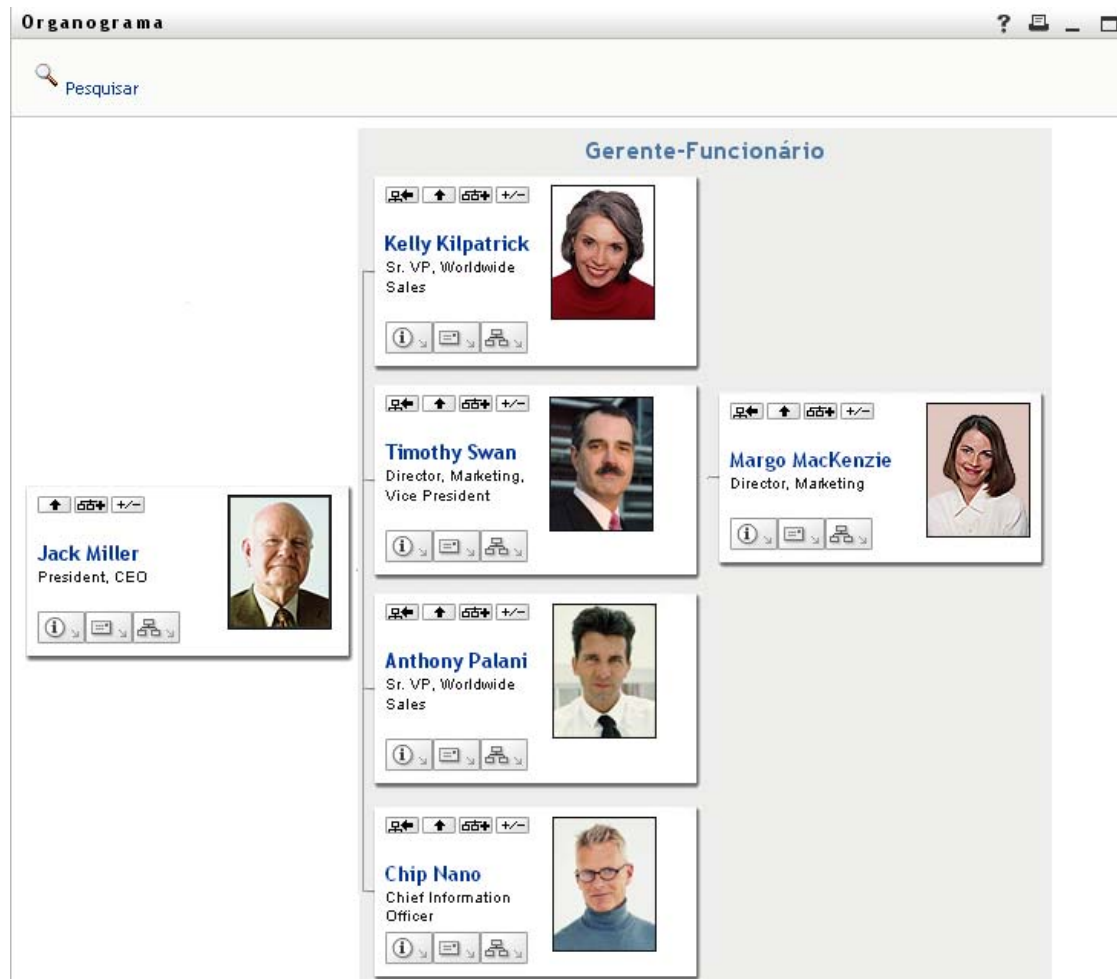 Organograma
?
Pesquisar
Gerente-Funcionário
+/-
Kelly Kilpatrick
Sr. VP, Worldwide
Sales
+/-
Timothy Swan
Director, Marketing,
Vice President
+/-
Margo MacKenzie
Director, Marketing
+/-
Jack Miller
President, CEO
+/-
Anthony Palani
Sr. VP, Worldwide
Sales
+/-
Chip Nano
Chief Information
Officer